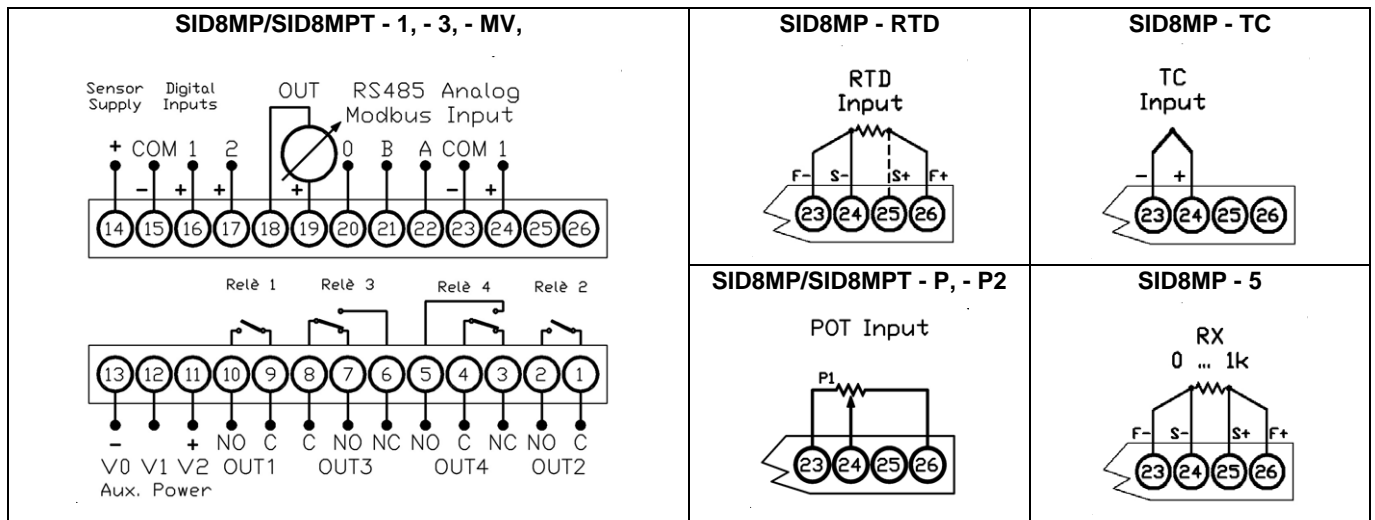 SID8MP/SID8MPT - 1, - 3, - MV,
Sensor Digital OUT RS485 Analog
Supply Inputs Modbus Input
+ COM 1 2 0 B A COM 1
- + + + - +
14 15 16 17 18 19 20 21 22 23 24 25 26
Relè 1 Relè 3 Relè 4 Relè 2
13 12 11 10 9 8 7 6 5 4 3 2 1
- + NO C C NO NC NO C NC NO C
V0 V1 V2 OUT1 OUT3 OUT4 OUT2
Aux. Power
SID8MP - RTD
RTD
Input
F- S- S+ F+
23 24 25 26
SID8MP - TC
TC
Input
- +
23 24 25 26
SID8MP/SID8MPT - P, - P2
POT Input
P1
23 24 25 26
SID8MP - 5
RX
0 ... 1k
F- S- S+ F+
23 24 25 26